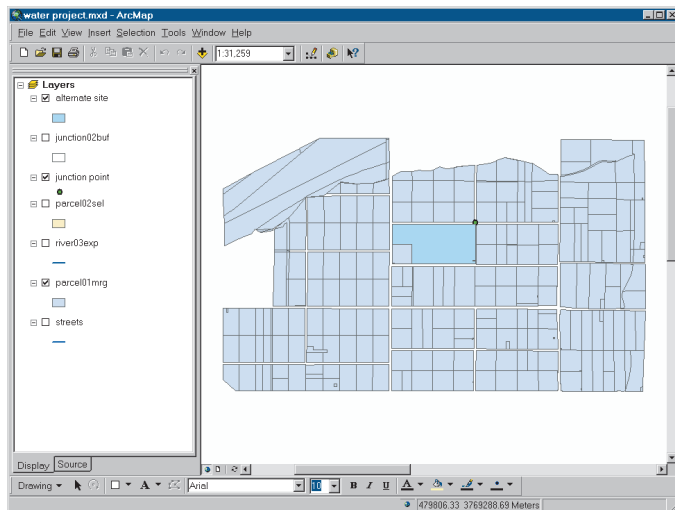 water project.mxd - ArcMap
File Edit View Insert Selection Tools Window Help
1:31,259
Layers
alternate site
junction02buf
junction point
parcel02sel
river03exp
parcel01mrg
streets
Display Source
Drawing A Arial 10 B I U A
479806.33 3769288.69 Meters